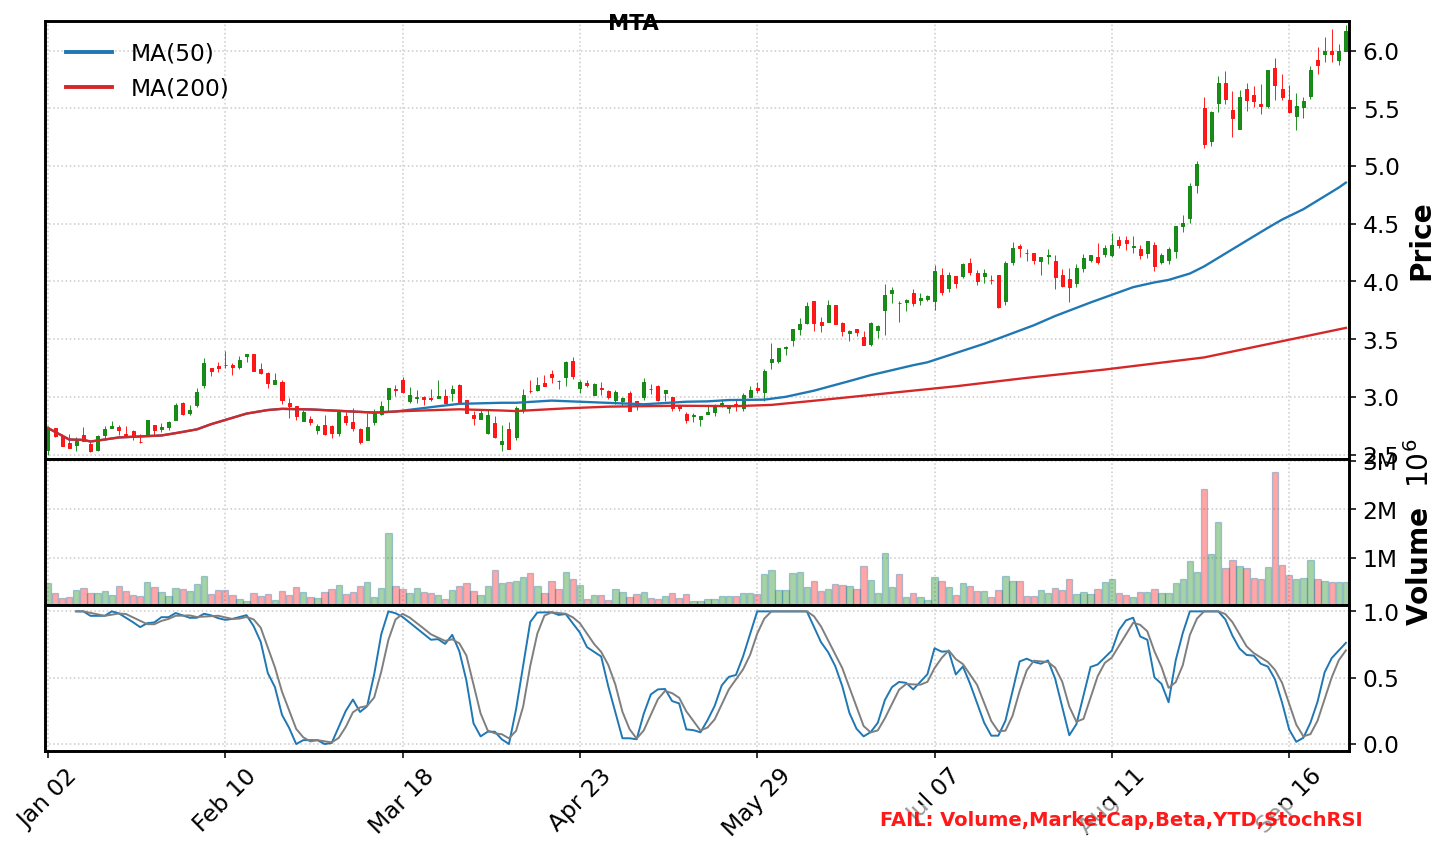 MTA
MA(50)
MA(200)
6.0
5.5
5.0
4.5
4.0
3.5
3.0
2.5
Price
3M
2M
1M
Volume 10^6
1.0
0.5
0.0
Jan 02
Feb 10
Mar 18
Apr 23
May 29
Jul 07
Aug 11
Sep 16
FAIL: Volume,MarketCap,Beta,YTD,StochRSI